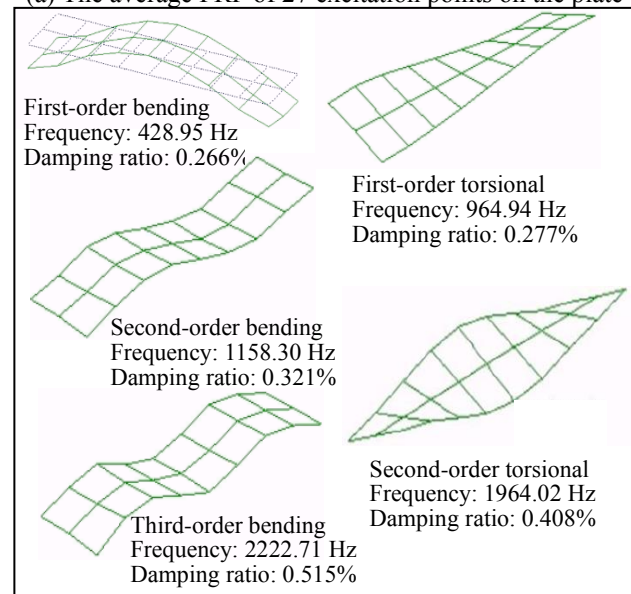 (a) The average FRF of 27 excitation points on the plate
First-order bending
Frequency: 428.95 Hz
Damping ratio: 0.266%
First-order torsional
Frequency: 964.94 Hz
Damping ratio: 0.277%
Second-order bending
Frequency: 1158.30 Hz
Damping ratio: 0.321%
Second-order torsional
Frequency: 1964.02 Hz
Damping ratio: 0.408%
Third-order bending
Frequency: 2222.71 Hz
Damping ratio: 0.515%